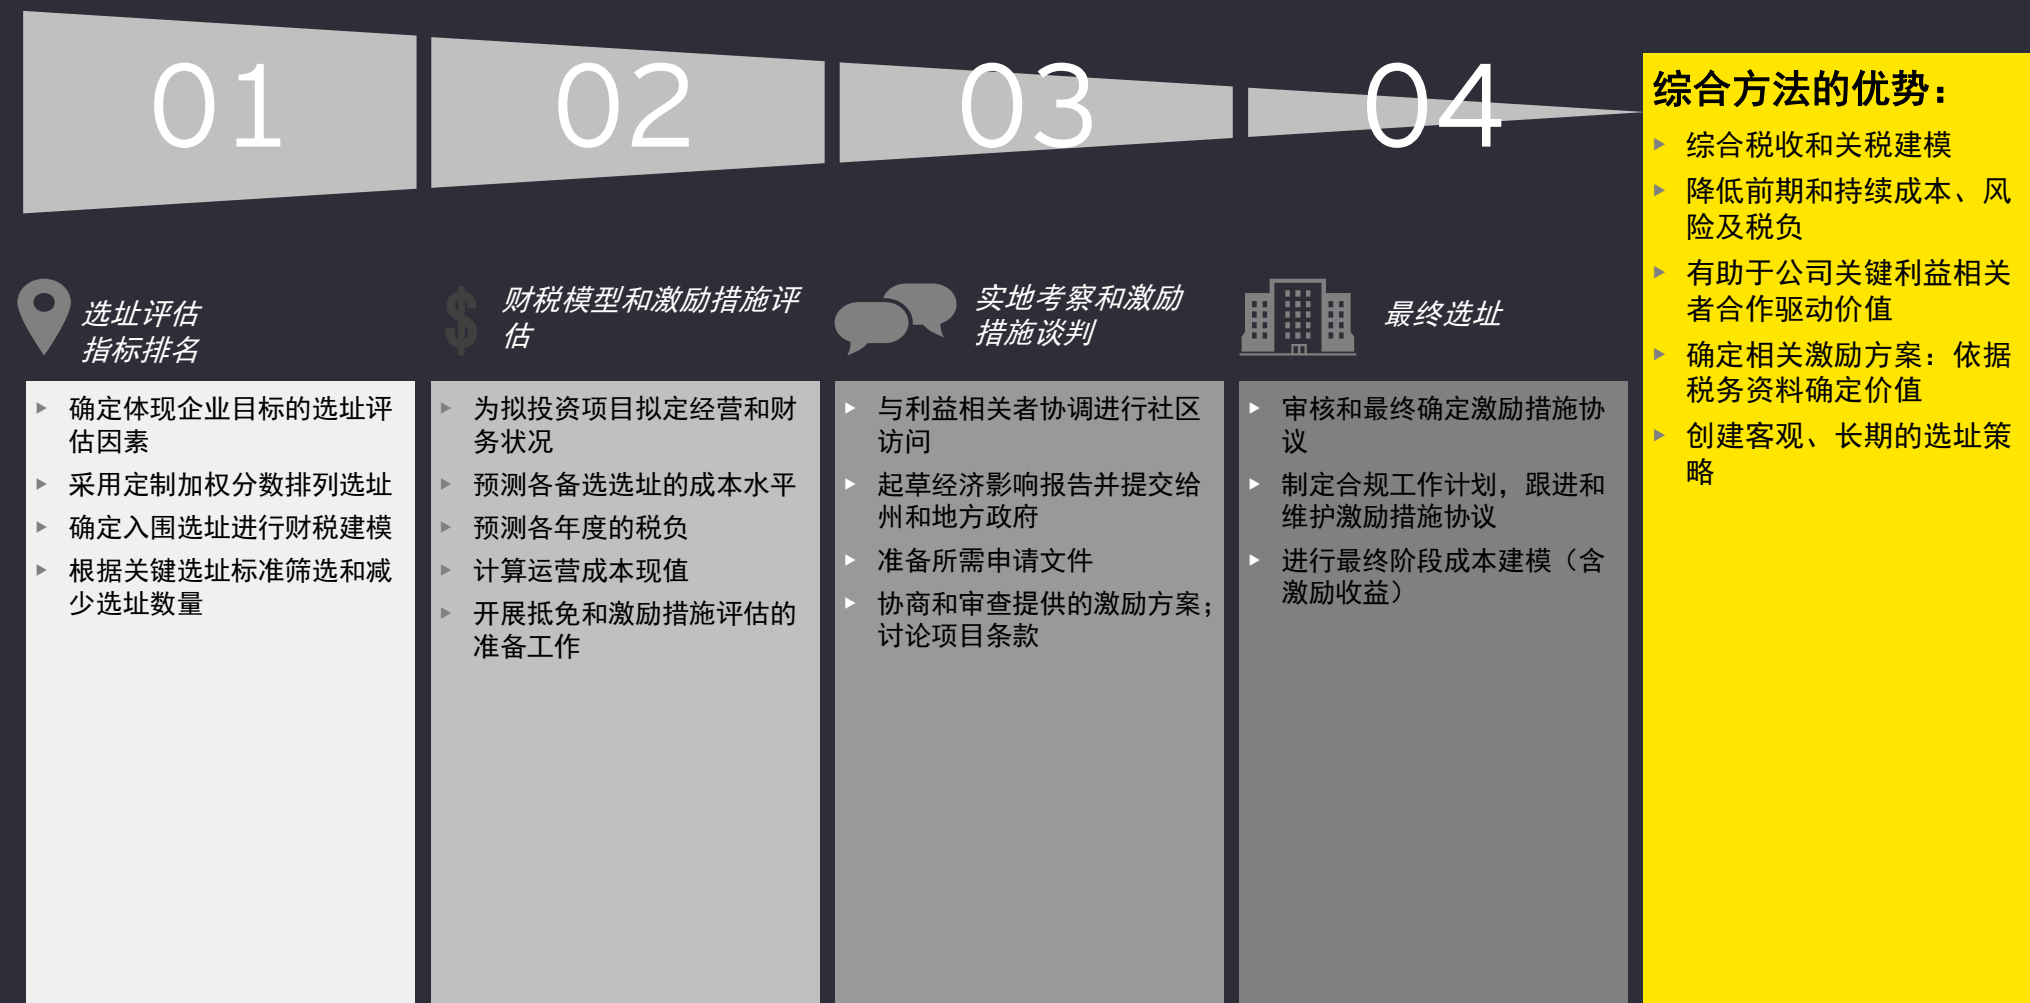 01
02
03
04
选址评估
指标排名
确定体现企业目标的选址评
估因素
采用定制加权分数排列选址
确定入围选址进行财税建模
根据关键选址标准筛选和减
少选址数量
$
财税模型和激励措施评
估
为拟投资项目拟定经营和财
务状况
预测各备选选址的成本水平
预测各年度的税负
计算运营成本现值
开展抵免和激励措施评估的
准备工作
实地考察和激励
措施谈判
与利益相关者协调进行社区
访问
起草经济影响报告并提交给
州和地方政府
准备所需申请文件
协商和审查提供的激励方案；
讨论项目条款
最终选址
审核和最终确定激励措施协
议
制定合规工作计划，跟进和
维护激励措施协议
进行最终阶段成本建模（含
激励收益）
综合方法的优势：
综合税收和关税建模
降低前期和持续成本、风
险及税负
有助于公司关键利益相关
者合作驱动价值
确定相关激励方案：依据
税务资料确定价值
创建客观、长期的选址策
略